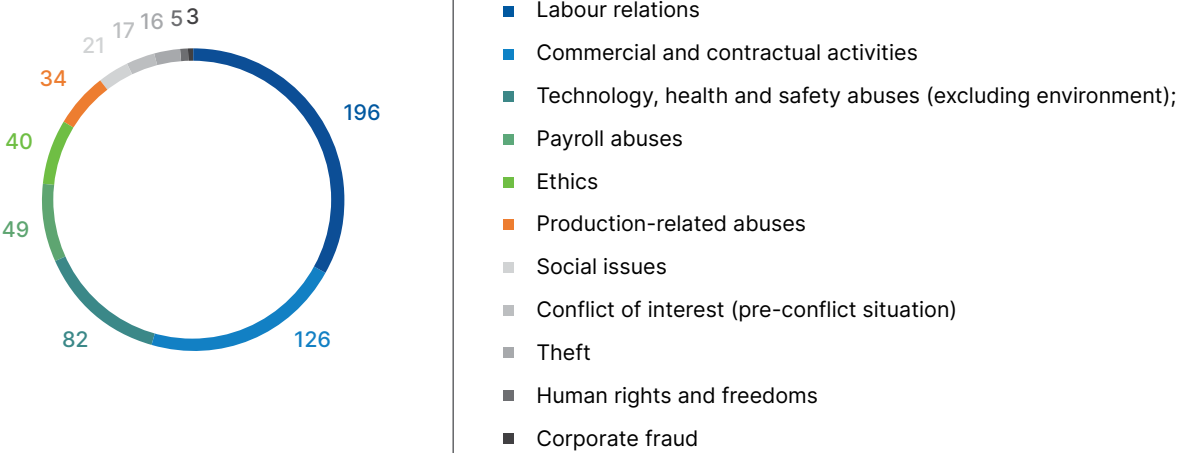 21
17
16
5
3
34
196
40
49
82
126
Labour relations
Commercial and contractual activities
Technology, health and safety abuses (excluding environment);
Payroll abuses
Ethics
Production-related abuses
Social issues
Conflict of interest (pre-conflict situation)
Theft
Human rights and freedoms
Corporate fraud